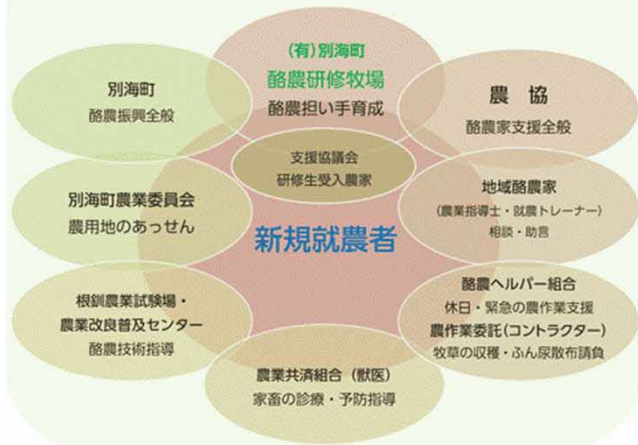 (有)別海町
酪農研修牧場
酪農担い手育成
別海町
酪農振興全般
農　協
酪農家支援全般
支援協議会
研修生受入農家
別海町農業委員会
農用地のあっせん
地域酪農家
(農業指導士・就農トレーナー)
相談・助言
新規就農者
根釧農業試験場・
農業改良普及センター
酪農技術指導
酪農ヘルパー組合
休日・緊急の農作業支援
農作業委託(コントラクター)
牧草の収穫・ふん尿散布請負
農業共済組合（獣医）
家畜の診療・予防指導